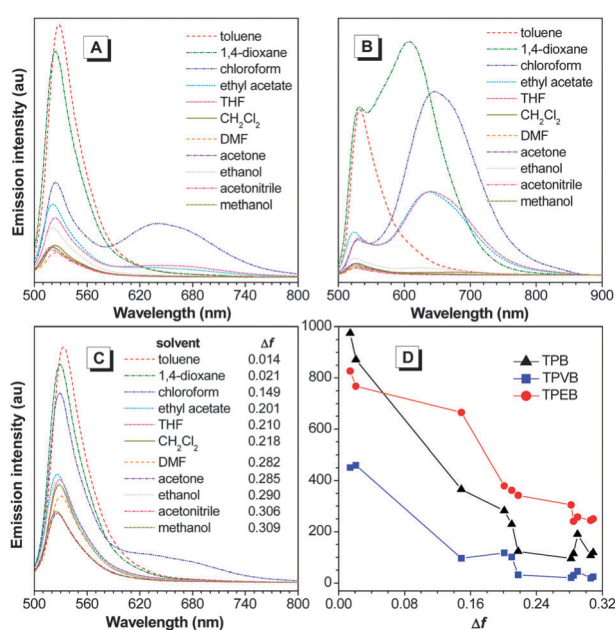 A
toluene
1,4-dioxane
chloroform
ethyl acetate
THF
CH2Cl2
DMF
acetone
ethanol
acetonitrile
methanol
Emission intensity (au)
500 560 620 680 740 800
Wavelength (nm)
B
toluene
1,4-dioxane
chloroform
ethyl acetate
THF
CH2Cl2
DMF
acetone
ethanol
acetonitrile
methanol
Emission intensity (au)
500 600 700 800 900
Wavelength (nm)
C
solvent Δf
toluene 0.014
1,4-dioxane 0.021
chloroform 0.149
ethyl acetate 0.201
THF 0.210
CH2Cl2 0.218
DMF 0.282
acetone 0.285
ethanol 0.290
acetonitrile 0.306
methanol 0.309
Emission intensity (au)
500 560 620 680 740 800
Wavelength (nm)
D
TPB
TPVB
TPEB
1000
800
600
400
200
0
0.00 0.08 0.16 0.24 0.32
Δf